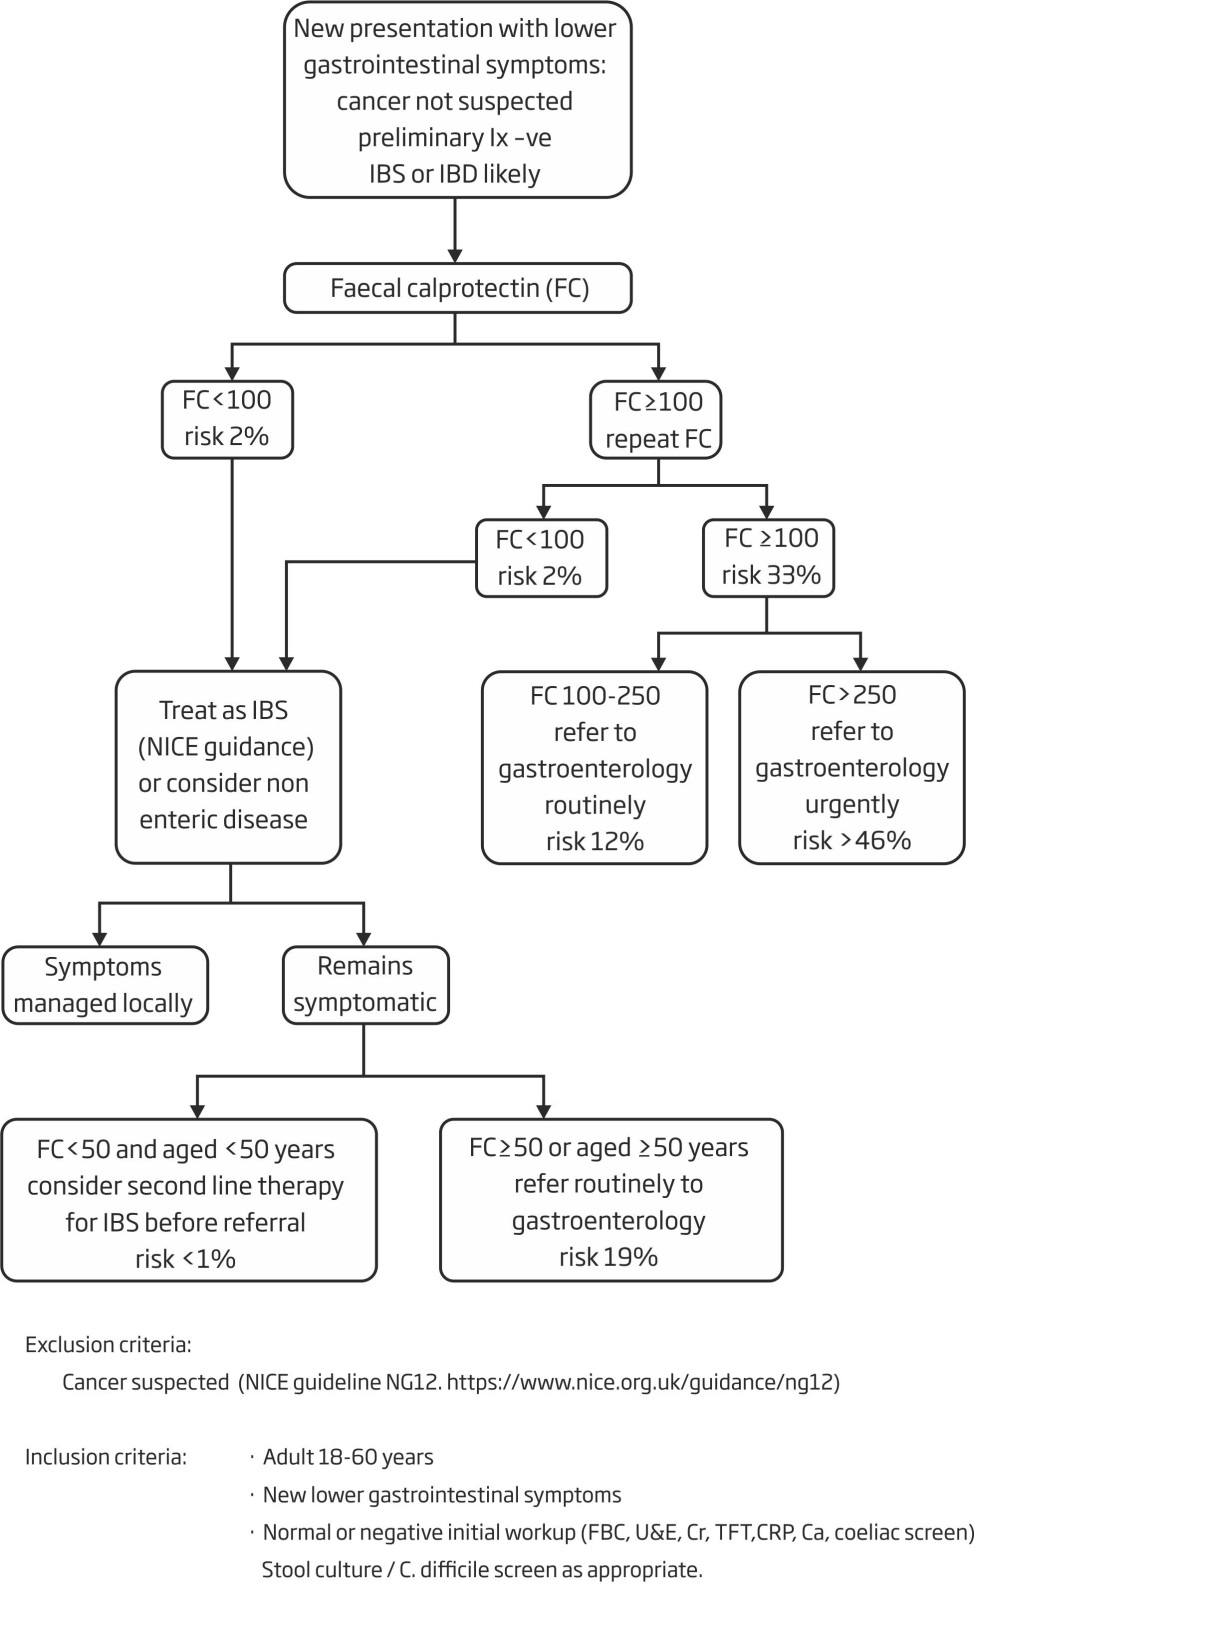 New presentation with lower
gastrointestinal symptoms:
cancer not suspected
preliminary Ix –ve
IBS or IBD likely
Faecal calprotectin (FC)
FC<100
risk 2%
FC≥100
repeat FC
FC<100
risk 2%
FC ≥100
risk 33%
Treat as IBS
(NICE guidance)
or consider non
enteric disease
FC 100-250
refer to
gastroenterology
routinely
risk 12%
FC>250
refer to
gastroenterology
urgently
risk >46%
Symptoms
managed locally
Remains
symptomatic
FC<50 and aged <50 years
consider second line therapy
for IBS before referral
risk <1%
FC≥50 or aged ≥50 years
refer routinely to
gastroenterology
risk 19%
Exclusion criteria:
Cancer suspected (NICE guideline NG12. https://www.nice.org.uk/guidance/ng12)
Inclusion criteria: · Adult 18-60 years
· New lower gastrointestinal symptoms
· Normal or negative initial workup (FBC, U&E, Cr, TFT,CRP, Ca, coeliac screen)
Stool culture / C. difficile screen as appropriate.